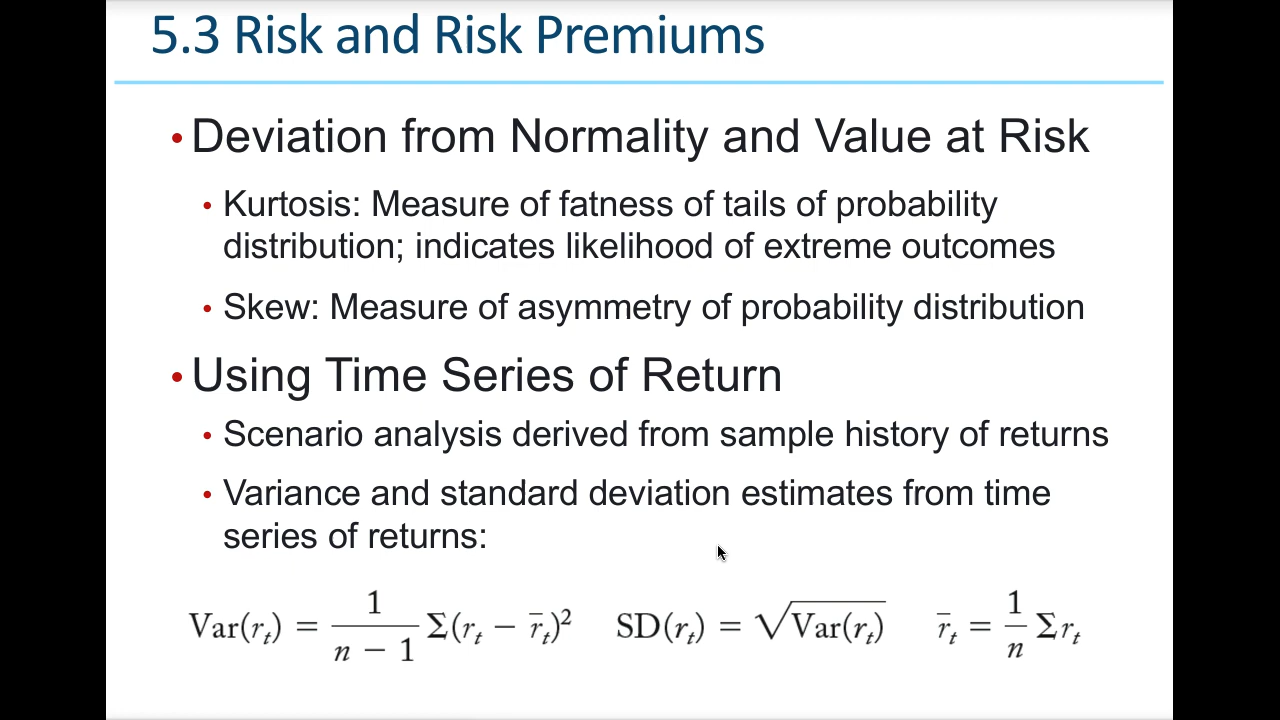 5.3 Risk and Risk Premiums
• Deviation from Normality and Value at Risk
• Kurtosis: Measure of fatness of tails of probability
distribution; indicates likelihood of extreme outcomes
• Skew: Measure of asymmetry of probability distribution
• Using Time Series of Return
• Scenario analysis derived from sample history of returns
• Variance and standard deviation estimates from time
series of returns:
Var(r_t) = 1/(n − 1) Σ(r_t − r̄_t)² SD(r_t) = √Var(r_t) r̄_t = 1/n Σr_t